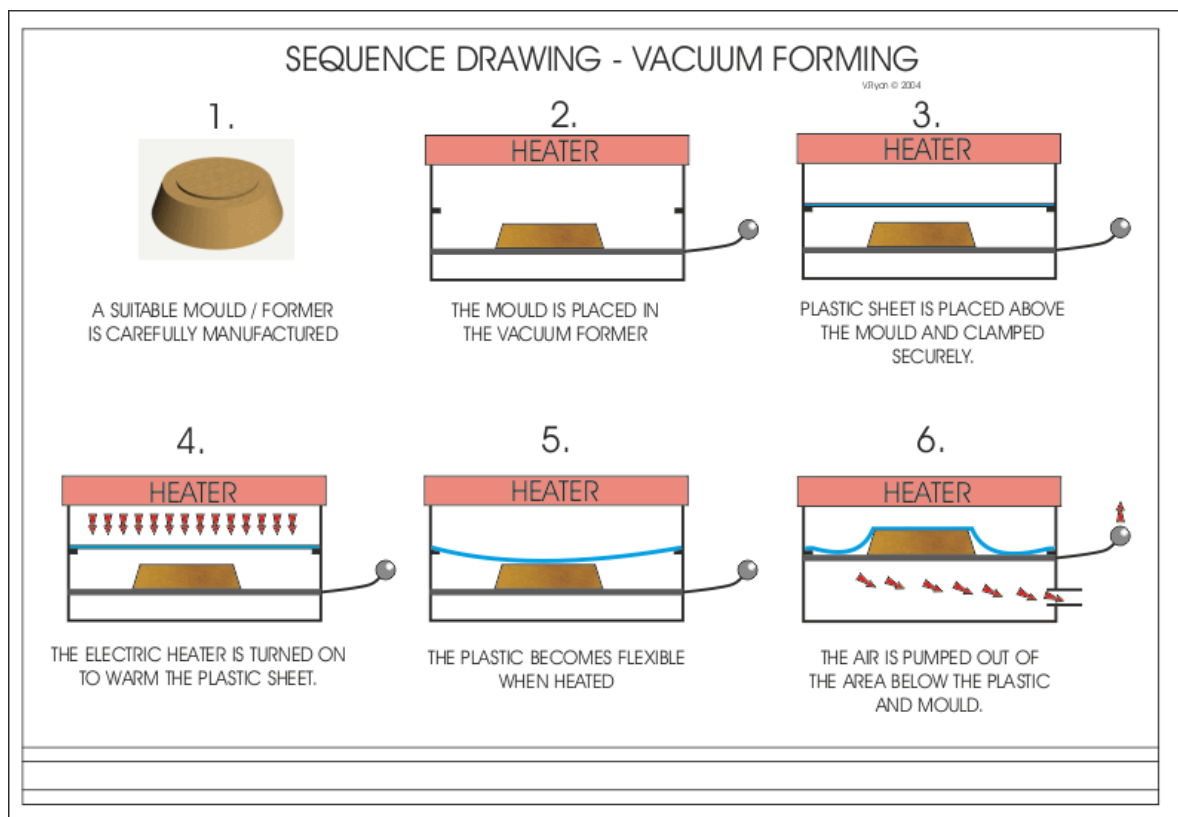 SEQUENCE DRAWING - VACUUM FORMING
V.Ryan © 2004
1.
2.
HEATER
3.
HEATER
A SUITABLE MOULD / FORMER
IS CAREFULLY MANUFACTURED
THE MOULD IS PLACED IN
THE VACUUM FORMER
PLASTIC SHEET IS PLACED ABOVE
THE MOULD AND CLAMPED
SECURELY.
4.
HEATER
5.
HEATER
6.
HEATER
THE ELECTRIC HEATER IS TURNED ON
TO WARM THE PLASTIC SHEET.
THE PLASTIC BECOMES FLEXIBLE
WHEN HEATED
THE AIR IS PUMPED OUT OF
THE AREA BELOW THE PLASTIC
AND MOULD.